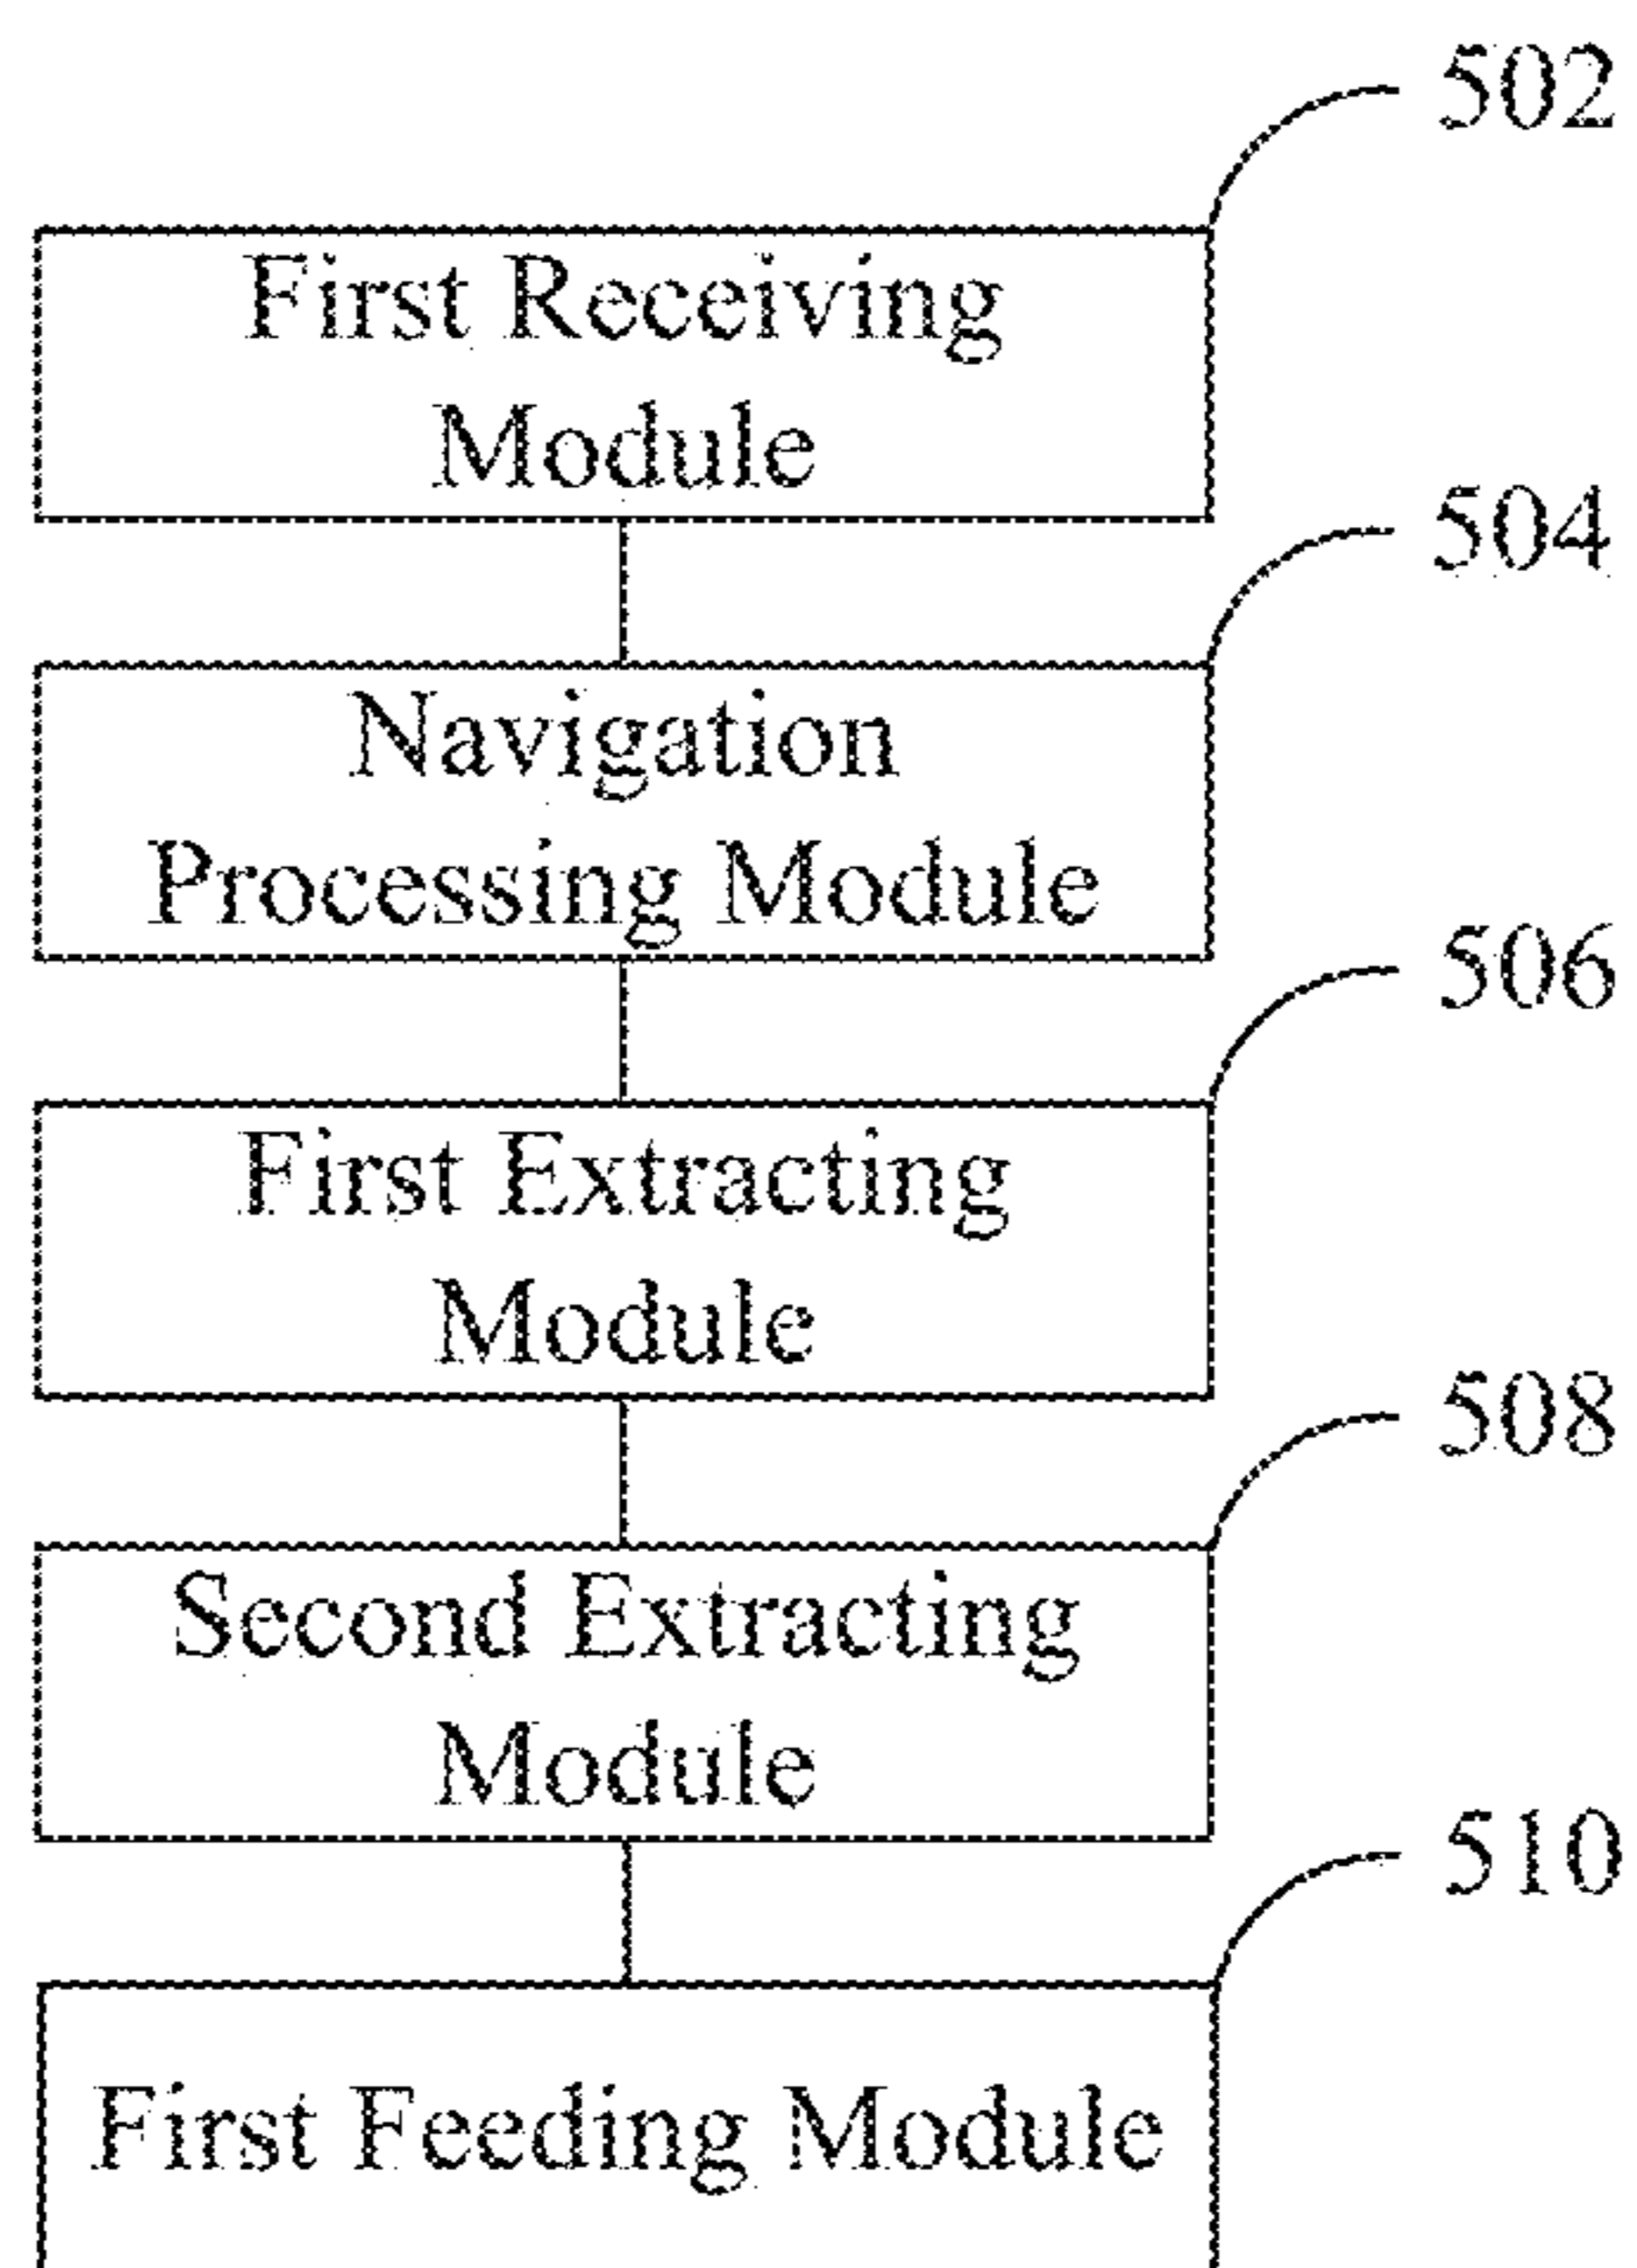 502
First Receiving
Module
504
Navigation
Processing Module
506
First Extracting
Module
508
Second Extracting
Module
510
First Feeding Module